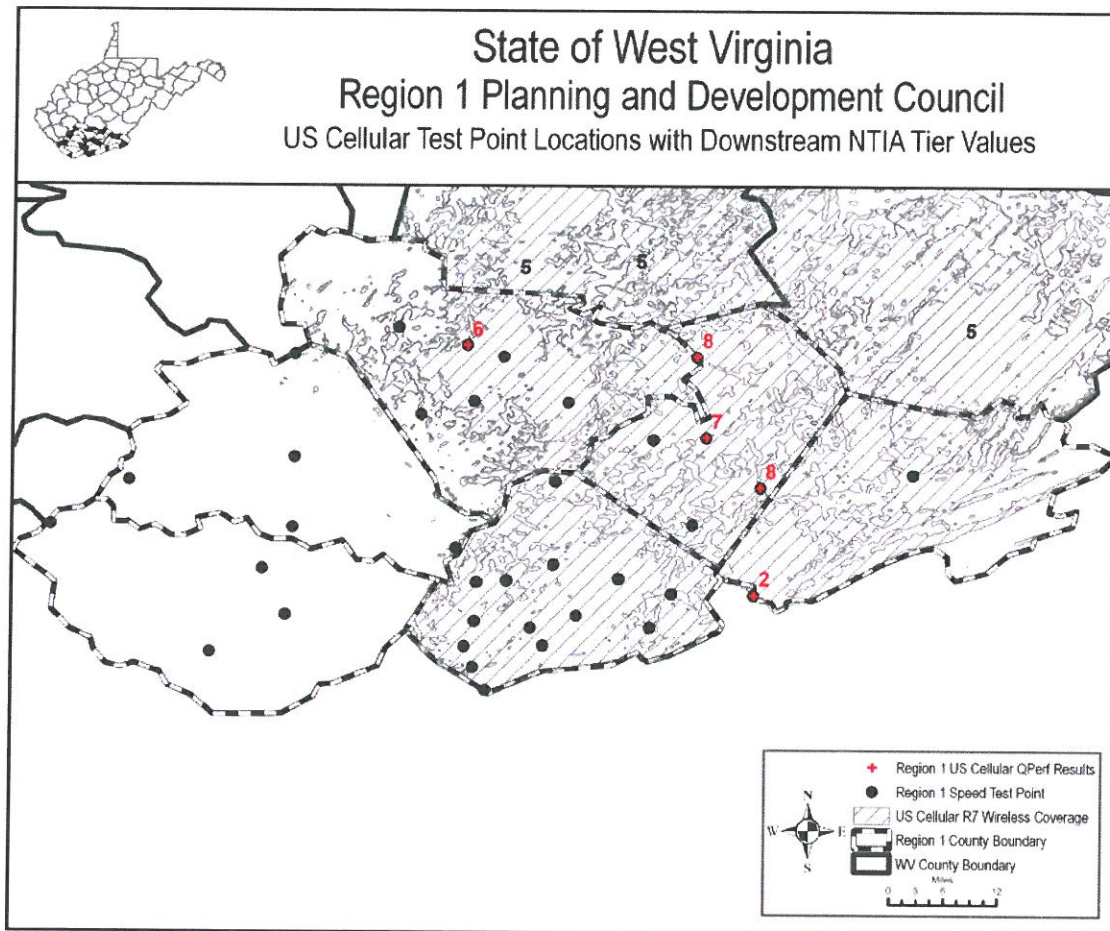 State of West Virginia
Region 1 Planning and Development Council
US Cellular Test Point Locations with Downstream NTIA Tier Values
5
5
5
6
8
7
8
2
Region 1 US Cellular QPerf Results
Region 1 Speed Test Point
US Cellular R7 Wireless Coverage
Region 1 County Boundary
WV County Boundary
N
W E
S
Miles
0 3 6 12